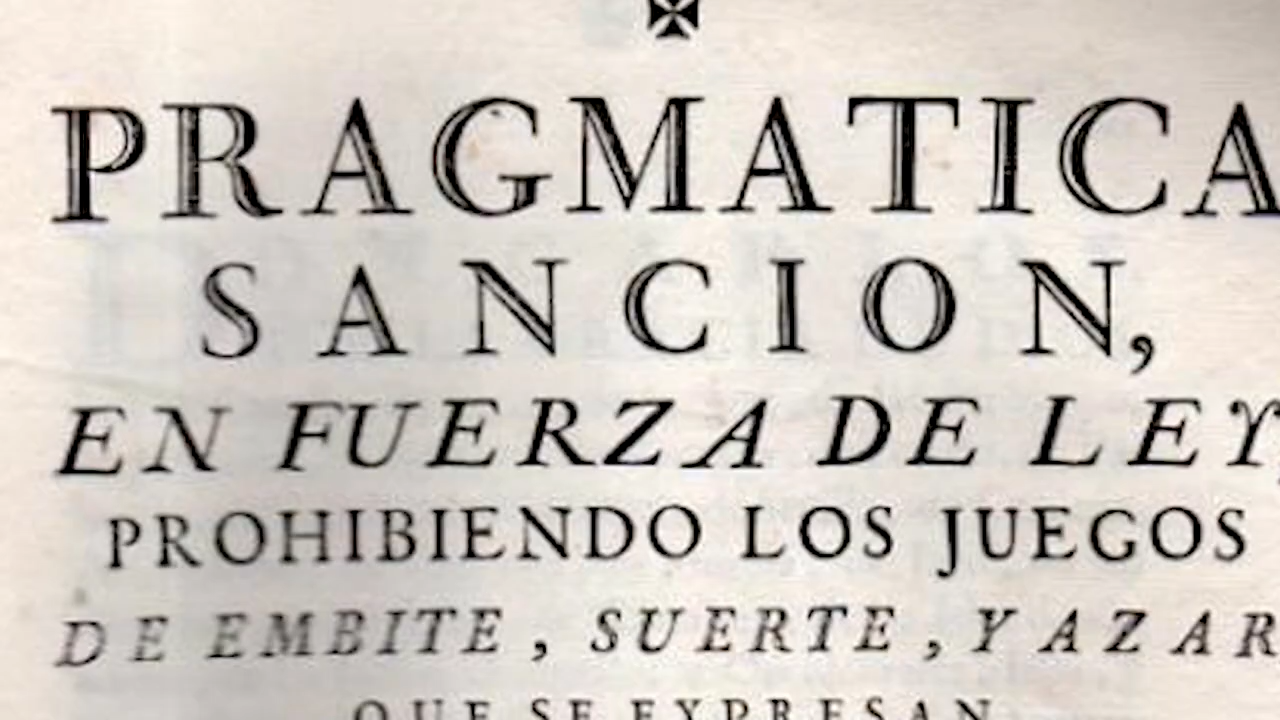 PRAGMATICA
SANCION,
EN FUERZA DE LEY,
PROHIBIENDO LOS JUEGOS
DE EMBITE, SUERTE, Y AZAR
QUE SE EXPRESAN